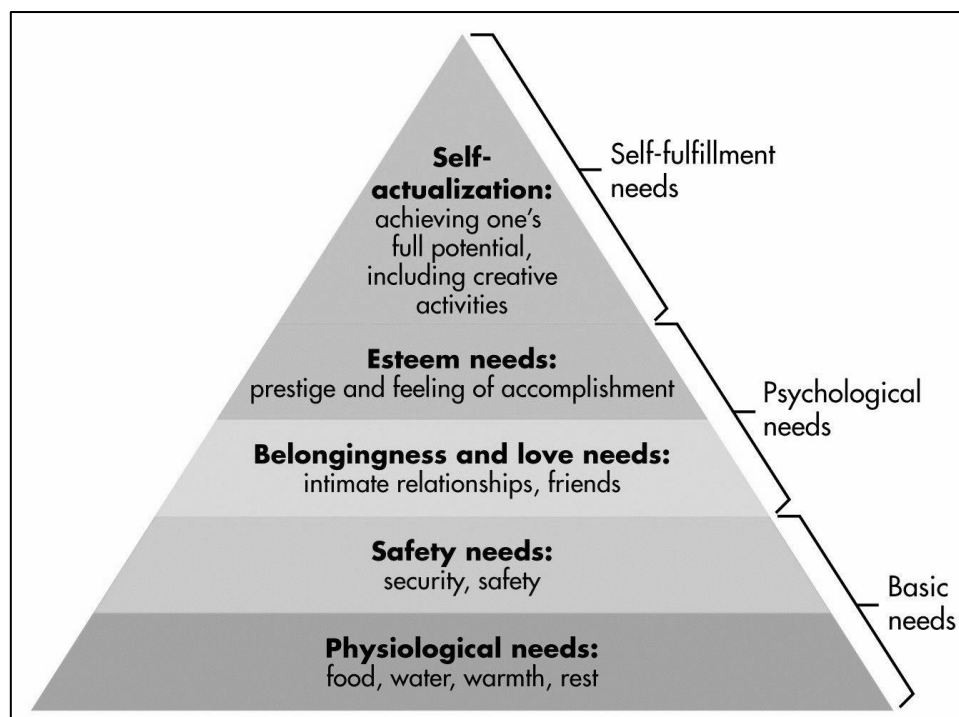 Self-
actualization:
achieving one's
full potential,
including creative
activities
Self-fulfillment
needs
Esteem needs:
prestige and feeling of accomplishment
Psychological
needs
Belongingness and love needs:
intimate relationships, friends
Safety needs:
security, safety
Basic
needs
Physiological needs:
food, water, warmth, rest